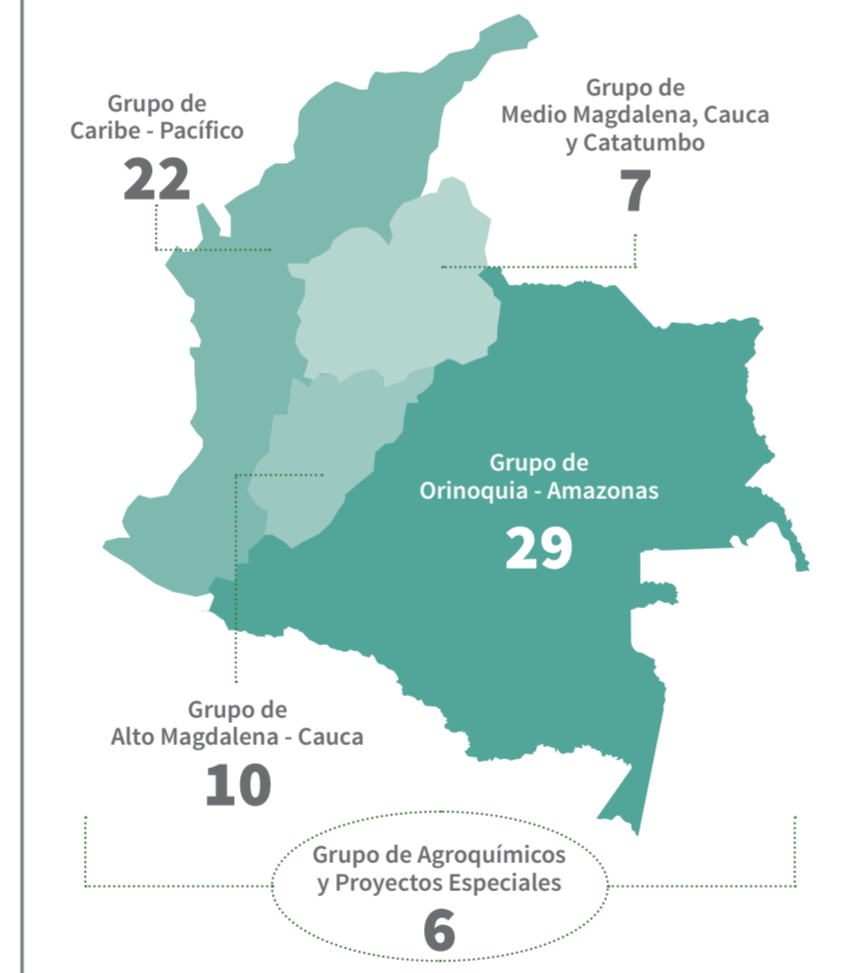 Grupo de
Caribe - Pacífico
22
Grupo de
Medio Magdalena, Cauca
y Catatumbo
7
Grupo de
Orinoquia - Amazonas
29
Grupo de
Alto Magdalena - Cauca
10
Grupo de Agroquímicos
y Proyectos Especiales
6